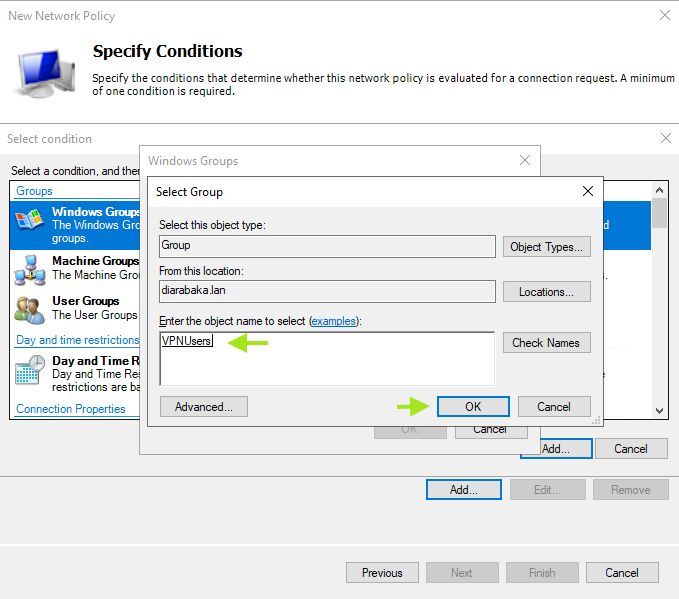 New Network Policy
Specify Conditions
Specify the conditions that determine whether this network policy is evaluated for a connection request. A minimum
of one condition is required.
Select condition
Select a condition, and then
Windows Groups
Select Group
Select this object type:
Group
Object Types...
From this location:
diarabaka.lan
Locations...
Enter the object name to select (examples):
VPNUsers
Check Names
Advanced...
OK
Cancel
Groups
Windows Groups
The Windows Gro
groups.
Machine Groups
The Machine Grou
User Groups
The User Groups
Day and time restrictions
Day and Time R
restrictions are ba
Connection Properties
OK
Cancel
Add...
Cancel
Add...
Edit...
Remove
Previous
Next
Finish
Cancel